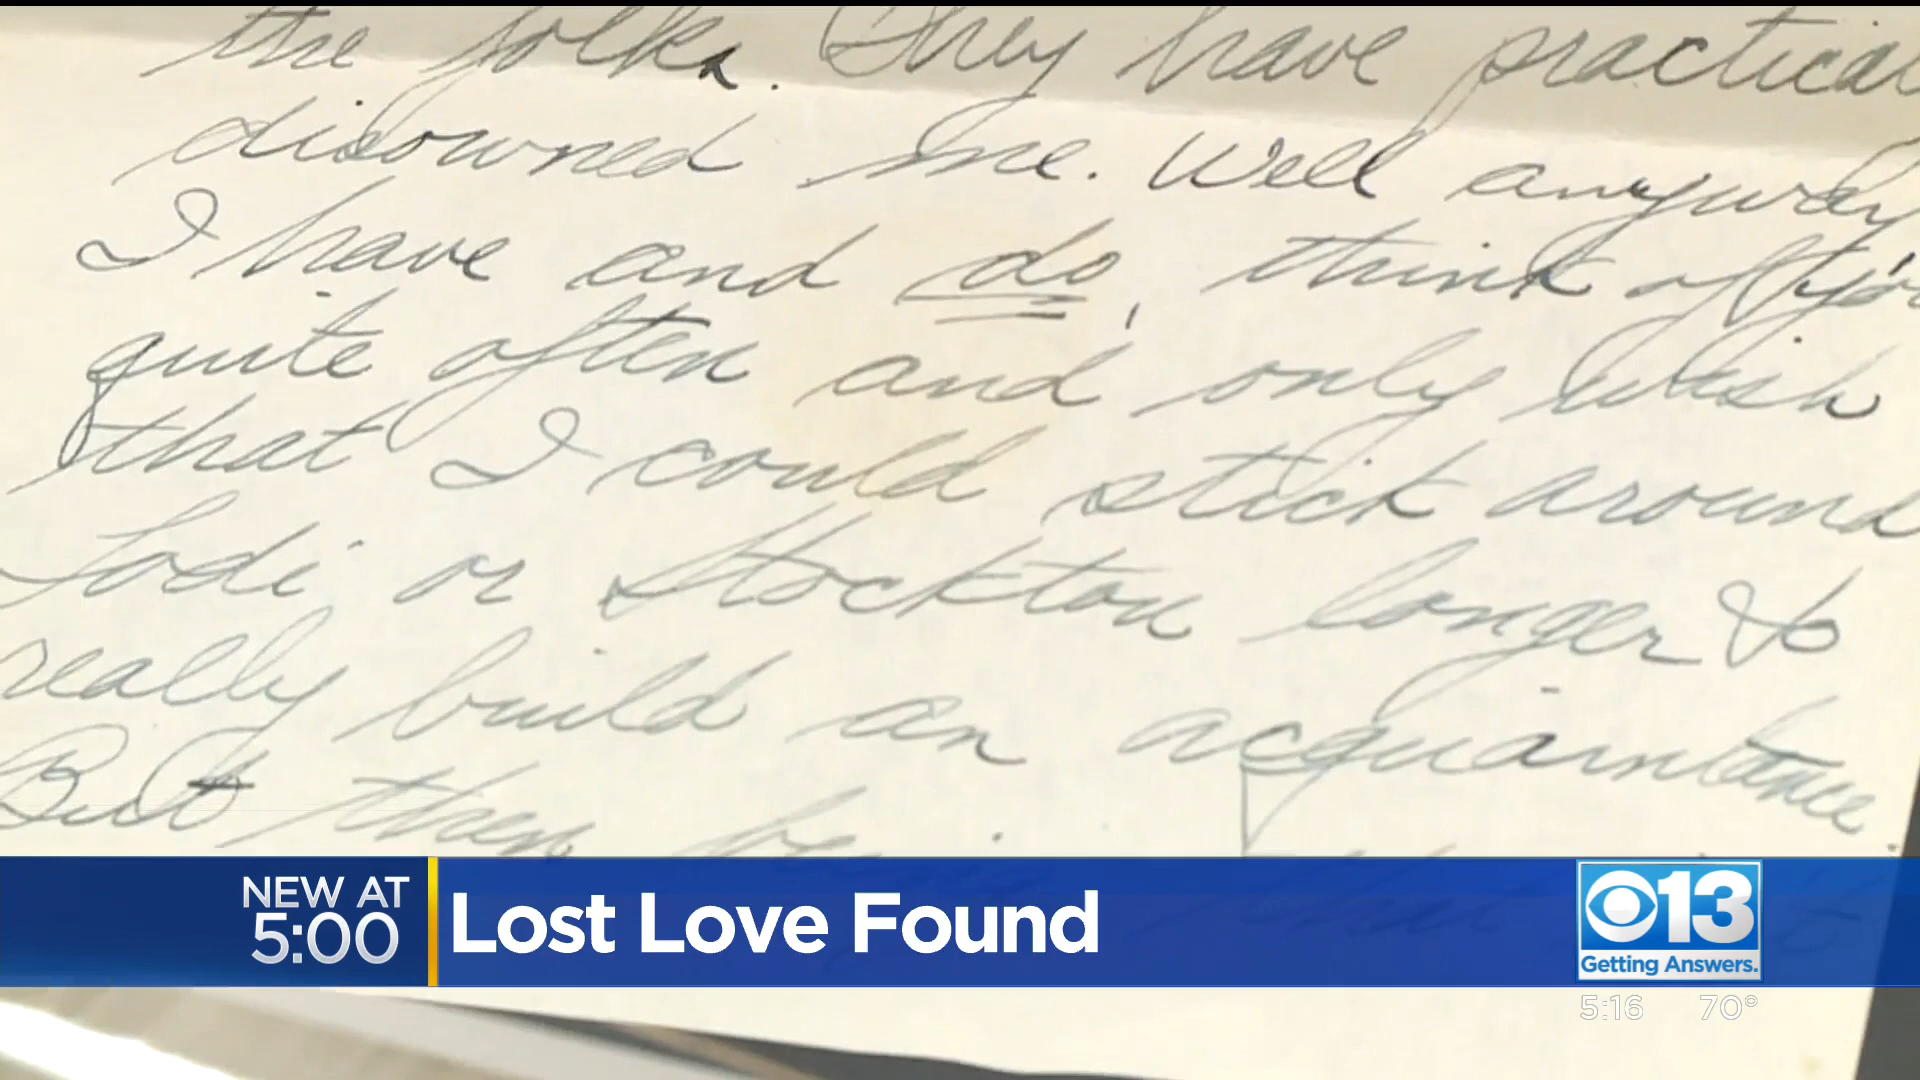 the folks. They have practical
disowned me. Well anyway
I have and do, think of you
quite often and only wish
that I could stick around
Lodi or Stockton longer to
really build an acquaintance
But then
NEW AT
5:00
Lost Love Found
13
Getting Answers.
5:16 70°